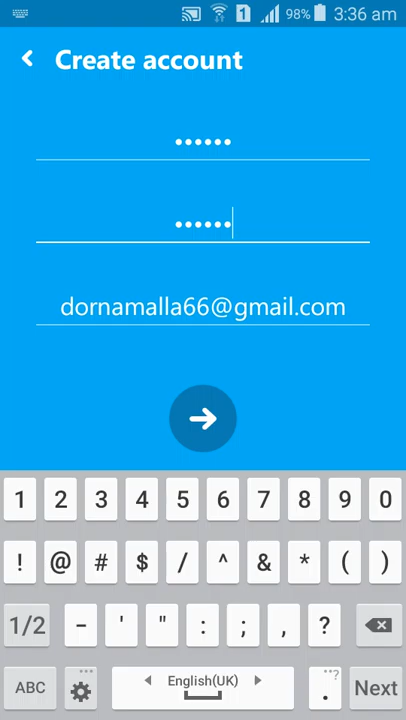 1 98% 3:36 am
Create account
••••••
••••••
dornamalla66@gmail.com
1 2 3 4 5 6 7 8 9 0
! @ # $ / ^ & * ( )
1/2 - ' " : ; , ?
ABC English(UK) . Next